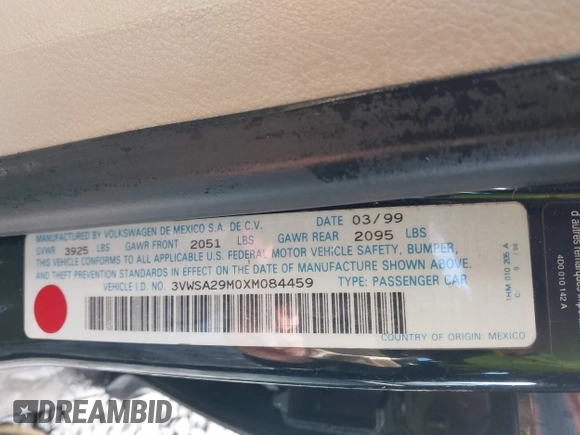 MANUFACTURED BY VOLKSWAGEN DE MEXICO S.A. DE C.V. DATE 03/99
GVWR 3925 LBS GAWR FRONT 2051 LBS GAWR REAR 2095 LBS
THIS VEHICLE CONFORMS TO ALL APPLICABLE U.S. FEDERAL MOTOR VEHICLE SAFETY, BUMPER,
AND THEFT PREVENTION STANDARDS IN EFFECT ON THE DATE OF MANUFACTURE SHOWN ABOVE.
VEHICLE I.D. NO. 3VWSA29M0XM084459 TYPE: PASSENGER CAR
COUNTRY OF ORIGIN: MEXICO
1HM 010 205 A
4D0 010 142 A
DREAMBID